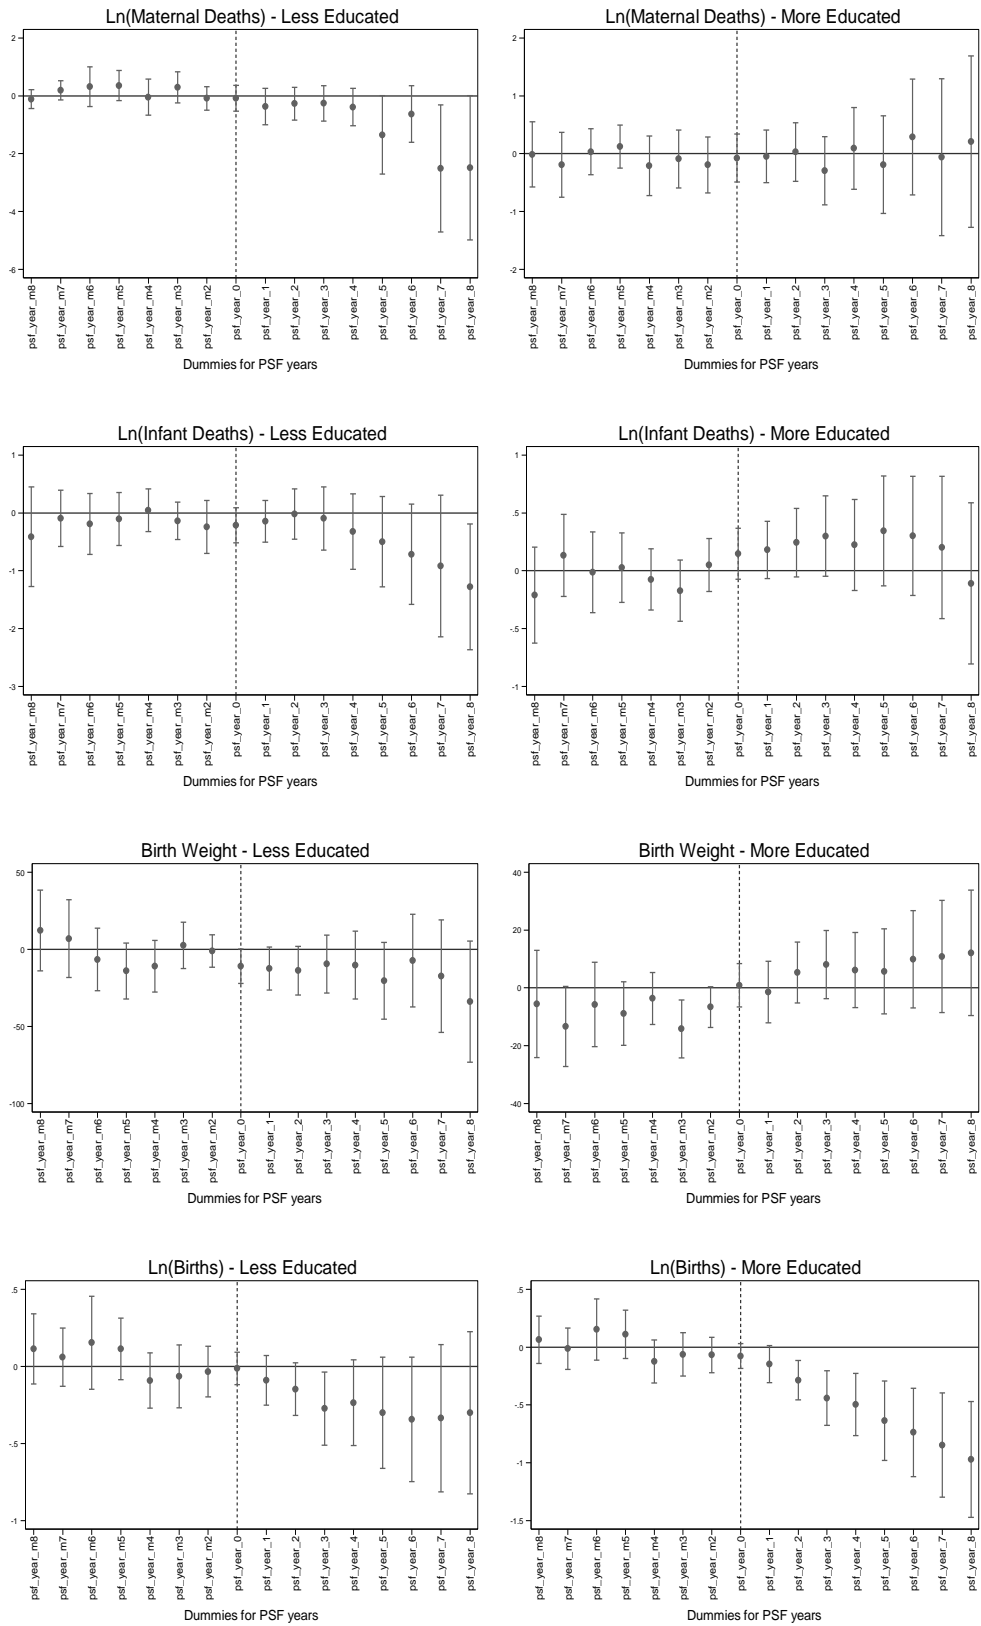 Ln(Maternal Deaths) - Less Educated
2
0
-2
-4
-6
psf_year_m8
psf_year_m7
psf_year_m6
psf_year_m5
psf_year_m4
psf_year_m3
psf_year_m2
psf_year_0
psf_year_1
psf_year_2
psf_year_3
psf_year_4
psf_year_5
psf_year_6
psf_year_7
psf_year_8
Dummies for PSF years
Ln(Maternal Deaths) - More Educated
2
1
0
-1
-2
psf_year_m8
psf_year_m7
psf_year_m6
psf_year_m5
psf_year_m4
psf_year_m3
psf_year_m2
psf_year_0
psf_year_1
psf_year_2
psf_year_3
psf_year_4
psf_year_5
psf_year_6
psf_year_7
psf_year_8
Dummies for PSF years
Ln(Infant Deaths) - Less Educated
1
0
-1
-2
-3
psf_year_m8
psf_year_m7
psf_year_m6
psf_year_m5
psf_year_m4
psf_year_m3
psf_year_m2
psf_year_0
psf_year_1
psf_year_2
psf_year_3
psf_year_4
psf_year_5
psf_year_6
psf_year_7
psf_year_8
Dummies for PSF years
Ln(Infant Deaths) - More Educated
1
.5
0
-.5
-1
psf_year_m8
psf_year_m7
psf_year_m6
psf_year_m5
psf_year_m4
psf_year_m3
psf_year_m2
psf_year_0
psf_year_1
psf_year_2
psf_year_3
psf_year_4
psf_year_5
psf_year_6
psf_year_7
psf_year_8
Dummies for PSF years
Birth Weight - Less Educated
50
0
-50
-100
psf_year_m8
psf_year_m7
psf_year_m6
psf_year_m5
psf_year_m4
psf_year_m3
psf_year_m2
psf_year_0
psf_year_1
psf_year_2
psf_year_3
psf_year_4
psf_year_5
psf_year_6
psf_year_7
psf_year_8
Dummies for PSF years
Birth Weight - More Educated
40
20
0
-20
-40
psf_year_m8
psf_year_m7
psf_year_m6
psf_year_m5
psf_year_m4
psf_year_m3
psf_year_m2
psf_year_0
psf_year_1
psf_year_2
psf_year_3
psf_year_4
psf_year_5
psf_year_6
psf_year_7
psf_year_8
Dummies for PSF years
Ln(Births) - Less Educated
.5
0
-.5
-1
psf_year_m8
psf_year_m7
psf_year_m6
psf_year_m5
psf_year_m4
psf_year_m3
psf_year_m2
psf_year_0
psf_year_1
psf_year_2
psf_year_3
psf_year_4
psf_year_5
psf_year_6
psf_year_7
psf_year_8
Dummies for PSF years
Ln(Births) - More Educated
.5
0
-.5
-1
-1.5
psf_year_m8
psf_year_m7
psf_year_m6
psf_year_m5
psf_year_m4
psf_year_m3
psf_year_m2
psf_year_0
psf_year_1
psf_year_2
psf_year_3
psf_year_4
psf_year_5
psf_year_6
psf_year_7
psf_year_8
Dummies for PSF years